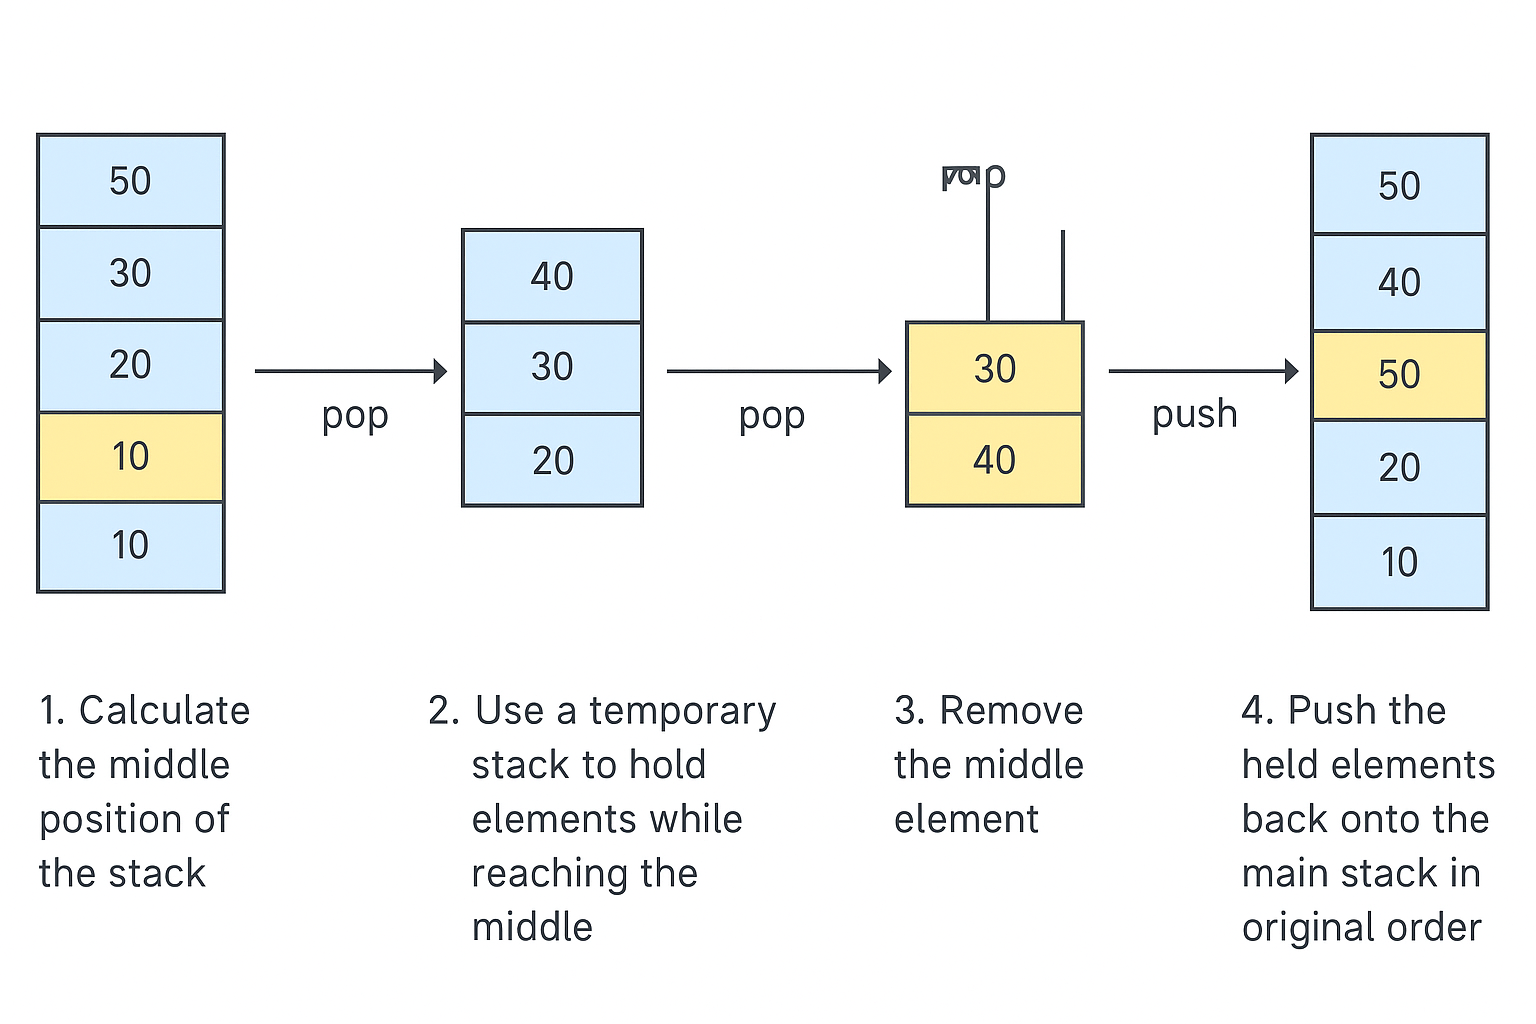 50
30
20
10
10
pop
40
30
20
pop
30
40
push
50
40
50
20
10
1. Calculate
the middle
position of
the stack
2. Use a temporary
stack to hold
elements while
reaching the
middle
3. Remove
the middle
element
4. Push the
held elements
back onto the
main stack in
original order